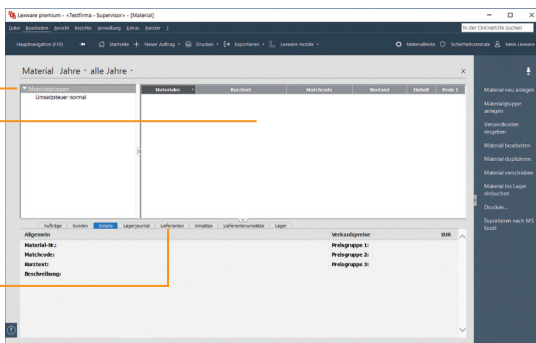 Lexware premium - <Testfirma - Supervisor> - [Material]
Datei Bearbeiten Ansicht Berichte Verwaltung Extras Fenster ?
In der Onlinehilfe suchen
Hauptnavigation (F10) Startseite Neuer Auftrag Drucken Exportieren Lexware mobile Materialliste Sicherheitszentrale Mein Lexware
Material Jahre - alle Jahre
Materialgruppen
Umsatzsteuer normal
Materialnr. Kurztext Matchcode Bestand Einheit Preis 1
Material neu anlegen
Materialgruppe
anlegen
Versandkosten
eingeben
Material bearbeiten
Material duplizieren
Material verschieben
Material ins Lager
einbuchen
Drucken...
Exportieren nach MS
Excel
Aufträge Kunden Details Lagerjournal Lieferanten Umsätze Lieferantenumsätze Lager
Allgemein Verkaufspreise EUR
Material-Nr.: Preisgruppe 1:
Matchcode: Preisgruppe 2:
Kurztext: Preisgruppe 3:
Beschreibung: